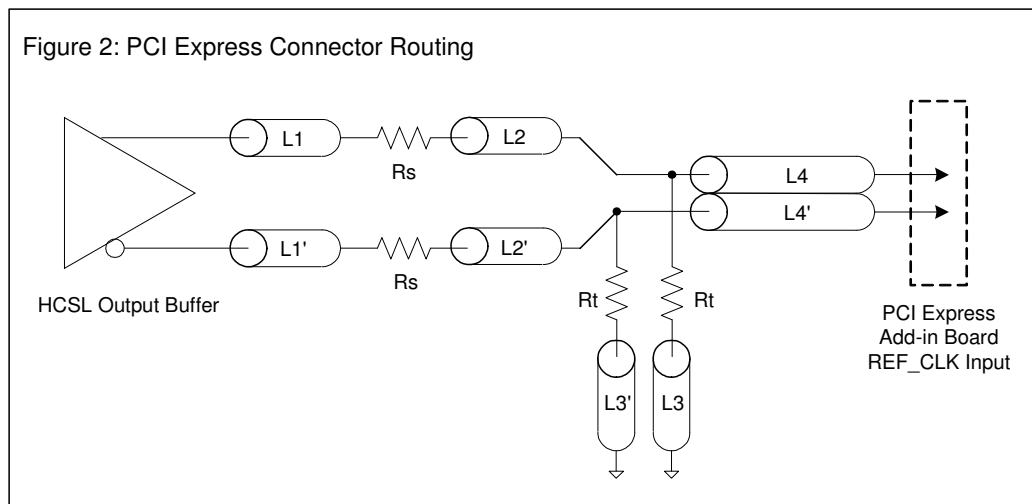 Figure 2: PCI Express Connector Routing
L1
Rs
L2
L4
L4'
L1'
Rs
L2'
HCSL Output Buffer
Rt
Rt
L3'
L3
PCI Express
Add-in Board
REF_CLK Input